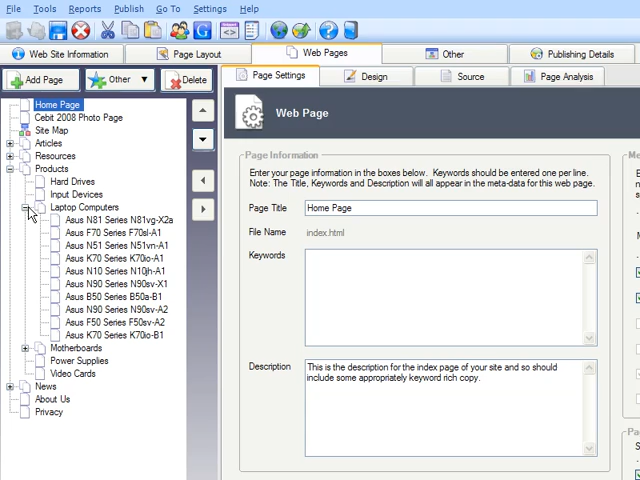 File Tools Reports Publish Go To Settings Help
Web Site Information Page Layout Web Pages Other Publishing Details
Add Page Other Delete Page Settings Design Source Page Analysis
Home Page
Cebit 2008 Photo Page
Site Map
Articles
Resources
Products
Hard Drives
Input Devices
Laptop Computers
Asus N81 Series N81vg-X2a
Asus F70 Series F70sl-A1
Asus N51 Series N51vn-A1
Asus K70 Series K70io-A1
Asus N10 Series N10jh-A1
Asus N90 Series N90sv-X1
Asus B50 Series B50a-B1
Asus N90 Series N90sv-A2
Asus F50 Series F50sv-A2
Asus K70 Series K70io-B1
Motherboards
Power Supplies
Video Cards
News
About Us
Privacy
Web Page
Page Information
Enter your page information in the boxes below. Keywords should be entered one per line.
Note: The Title, Keywords and Description will all appear in the meta-data for this web page.
Page Title Home Page
File Name index.html
Keywords
Description This is the description for the index page of your site and so should
include some appropriately keyword rich copy.